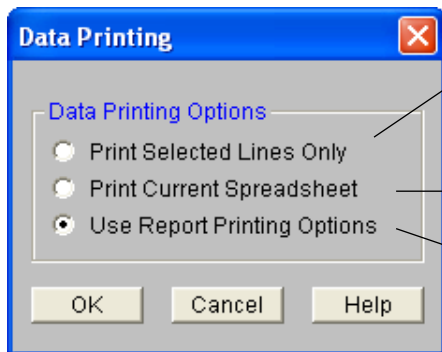 Data Printing
Data Printing Options
Print Selected Lines Only
Print Current Spreadsheet
Use Report Printing Options
OK Cancel Help